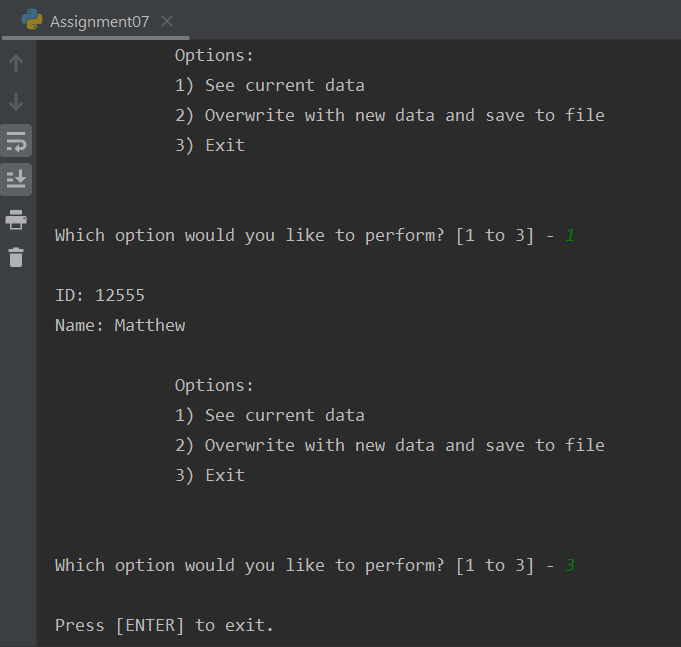 Assignment07
Options:
1) See current data
2) Overwrite with new data and save to file
3) Exit
Which option would you like to perform? [1 to 3] - 1
ID: 12555
Name: Matthew
Options:
1) See current data
2) Overwrite with new data and save to file
3) Exit
Which option would you like to perform? [1 to 3] - 3
Press [ENTER] to exit.